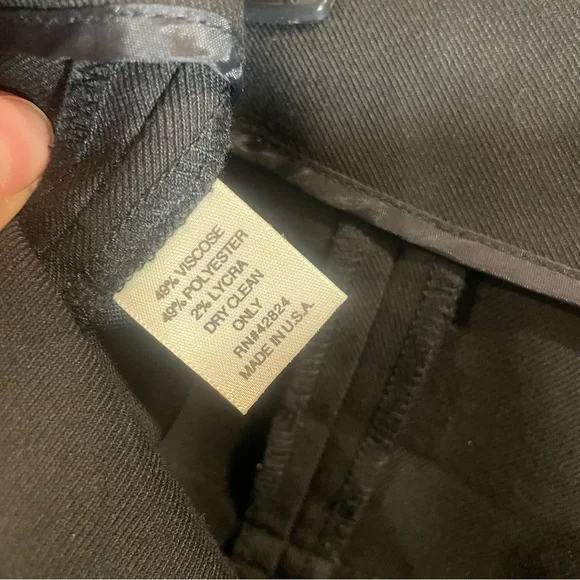 49% VISCOSE
49% POLYESTER
2% LYCRA
DRY CLEAN
ONLY
RN#42824
MADE IN U.S.A.